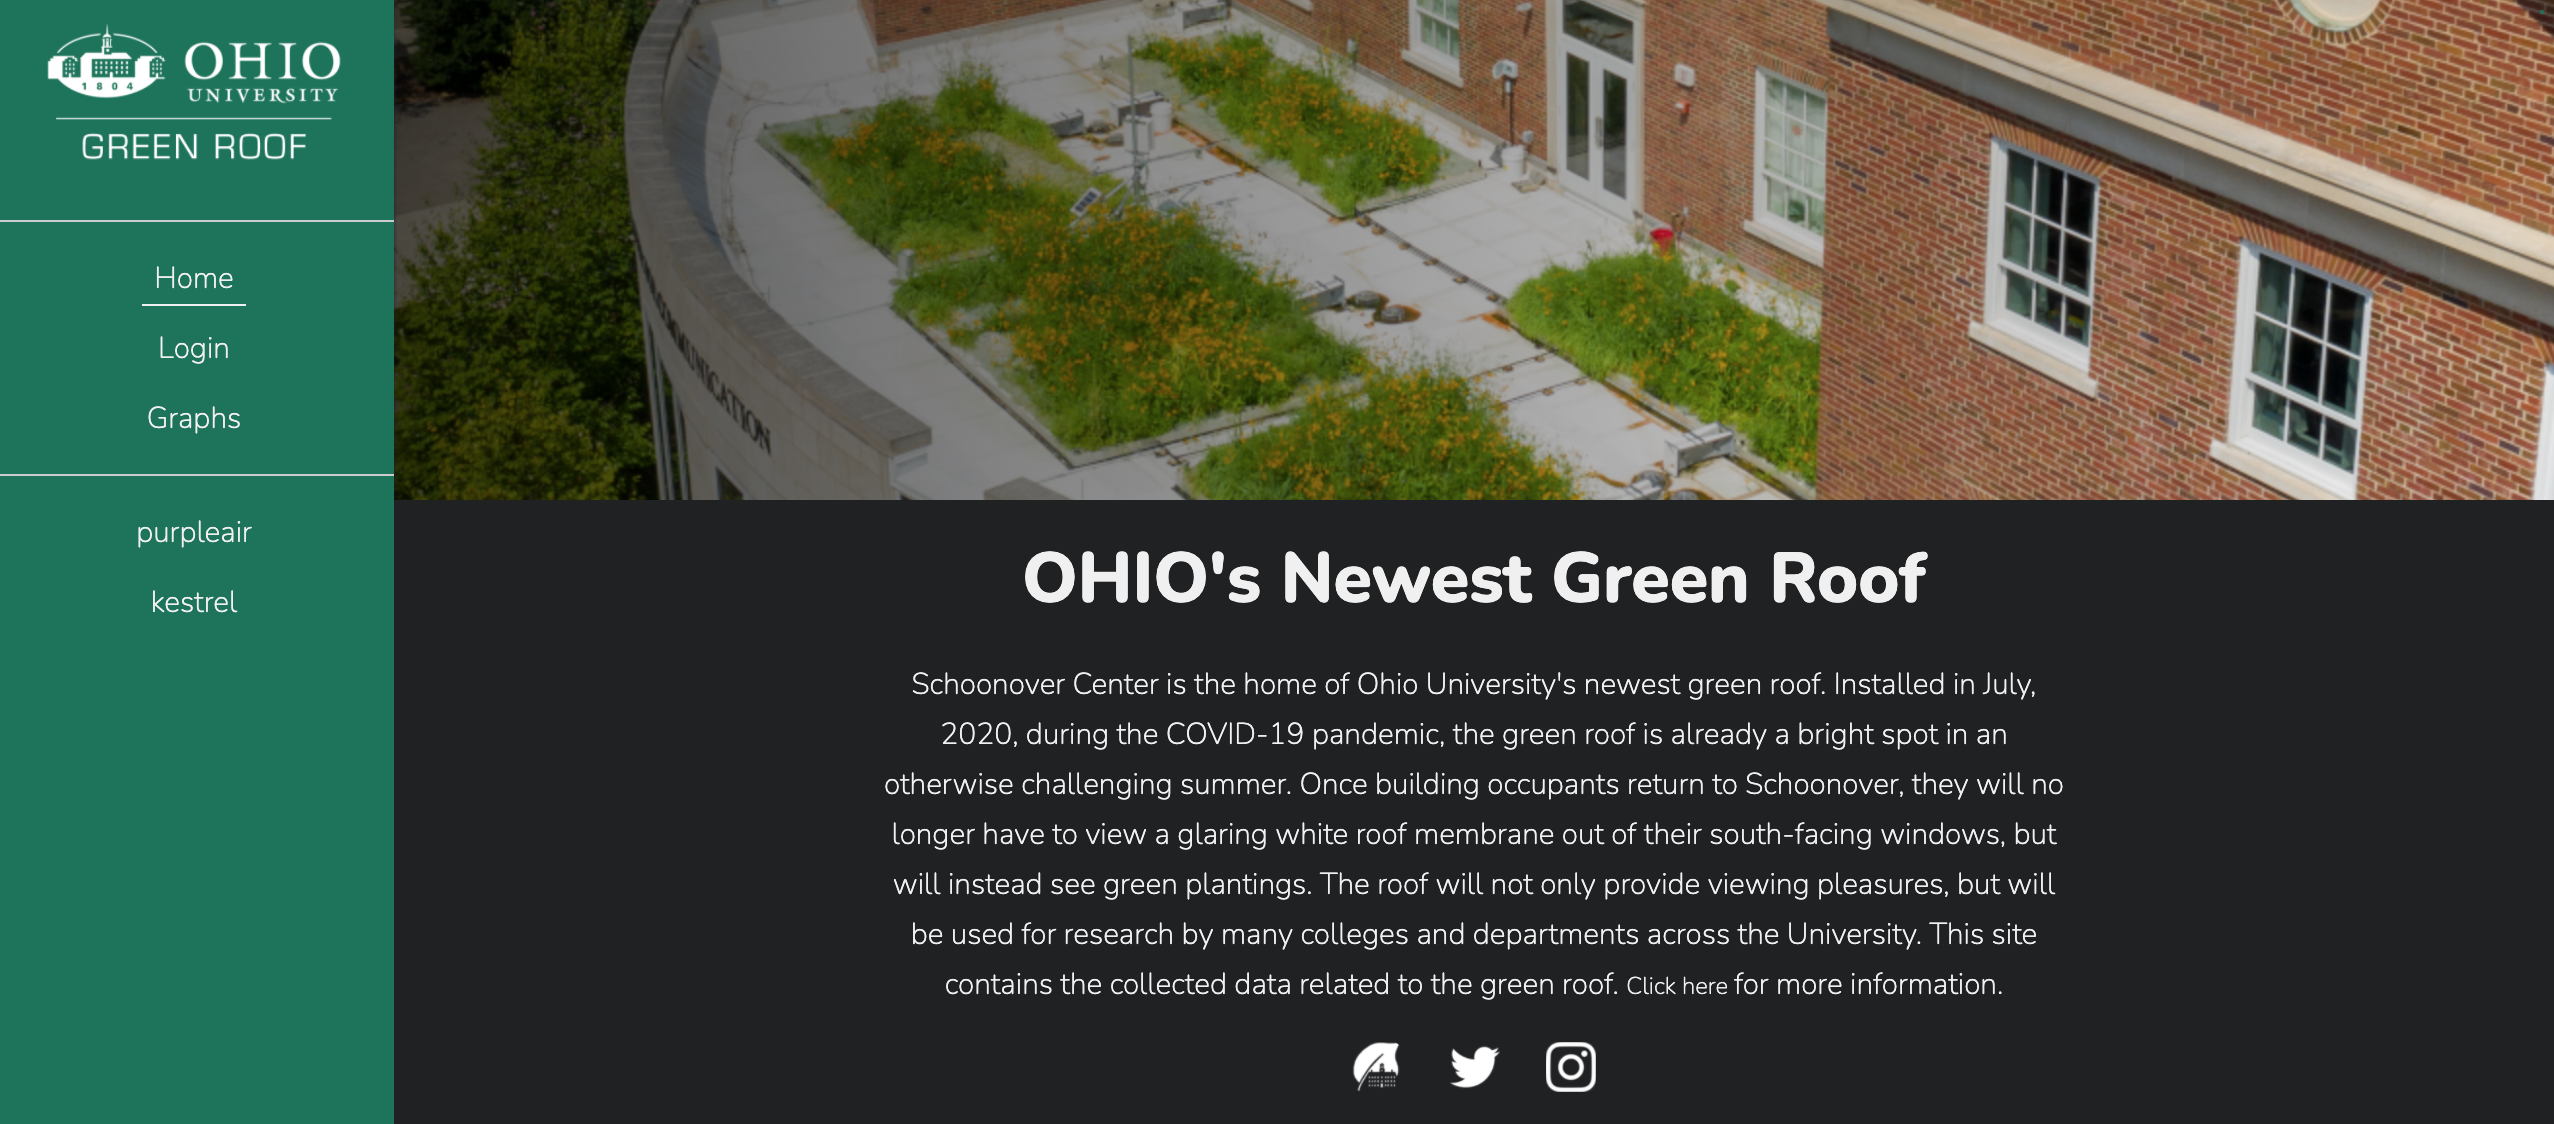 OHIO
UNIVERSITY
1804
GREEN ROOF
Home
Login
Graphs
purpleair
kestrel
COMMUNICATION
OHIO's Newest Green Roof
Schoonover Center is the home of Ohio University's newest green roof. Installed in July,
2020, during the COVID-19 pandemic, the green roof is already a bright spot in an
otherwise challenging summer. Once building occupants return to Schoonover, they will no
longer have to view a glaring white roof membrane out of their south-facing windows, but
will instead see green plantings. The roof will not only provide viewing pleasures, but will
be used for research by many colleges and departments across the University. This site
contains the collected data related to the green roof. Click here for more information.